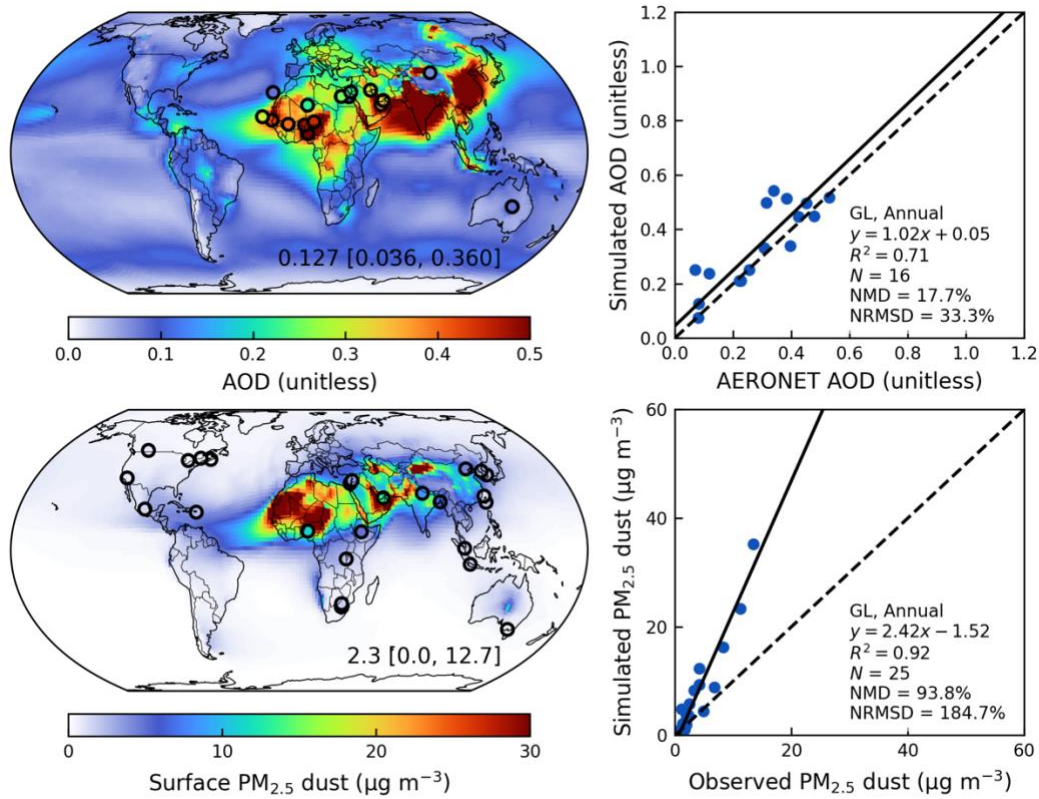 0.127 [0.036, 0.360]
0.0 0.1 0.2 0.3 0.4 0.5
AOD (unitless)
Simulated AOD (unitless)
1.2
1.0
0.8
0.6
0.4
0.2
0.0
GL, Annual
y = 1.02x + 0.05
R² = 0.71
N = 16
NMD = 17.7%
NRMSD = 33.3%
0.0 0.2 0.4 0.6 0.8 1.0 1.2
AERONET AOD (unitless)
2.3 [0.0, 12.7]
0 10 20 30
Surface PM₂.₅ dust (μg m⁻³)
Simulated PM₂.₅ dust (μg m⁻³)
60
40
20
0
GL, Annual
y = 2.42x − 1.52
R² = 0.92
N = 25
NMD = 93.8%
NRMSD = 184.7%
0 20 40 60
Observed PM₂.₅ dust (μg m⁻³)